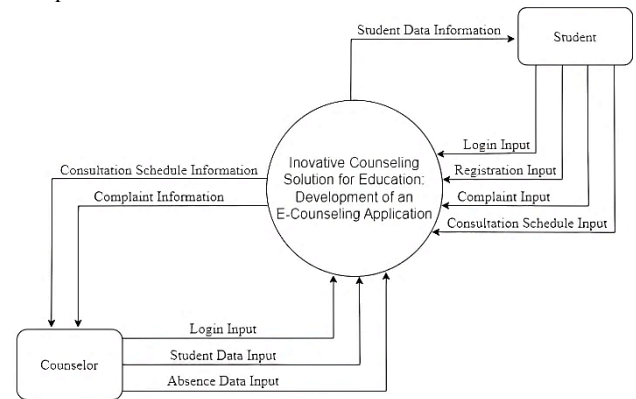 Student Data Information
Student
Login Input
Registration Input
Complaint Input
Consultation Schedule Input
Inovative Counseling
Solution for Education:
Development of an
E-Counseling Application
Consultation Schedule Information
Complaint Information
Counselor
Login Input
Student Data Input
Absence Data Input